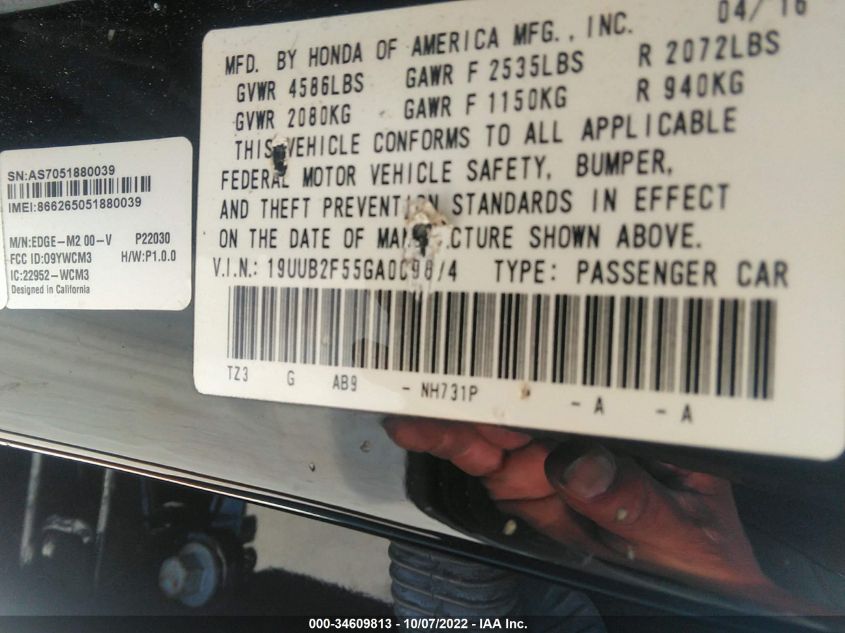 04/16
MFD. BY HONDA OF AMERICA MFG., INC.
GVWR 4586LBS GAWR F 2535LBS R 2072LBS
GVWR 2080KG GAWR F 1150KG R 940KG
THIS VEHICLE CONFORMS TO ALL APPLICABLE
FEDERAL MOTOR VEHICLE SAFETY, BUMPER,
AND THEFT PREVENTION STANDARDS IN EFFECT
ON THE DATE OF MAN CTURE SHOWN ABOVE.
V.I.N.: TYPE: PASSENGER CAR
TZ3 G AB9 - NH731P - A - A
SN:AS7051880039
IMEI:866265051880039
M/N:EDGE-M2 00-V P22030
FCC ID:O9YWCM3 H/W:P1.0.0
IC:22952-WCM3
Designed in California
000-34609813 - 10/07/2022 - IAA Inc.